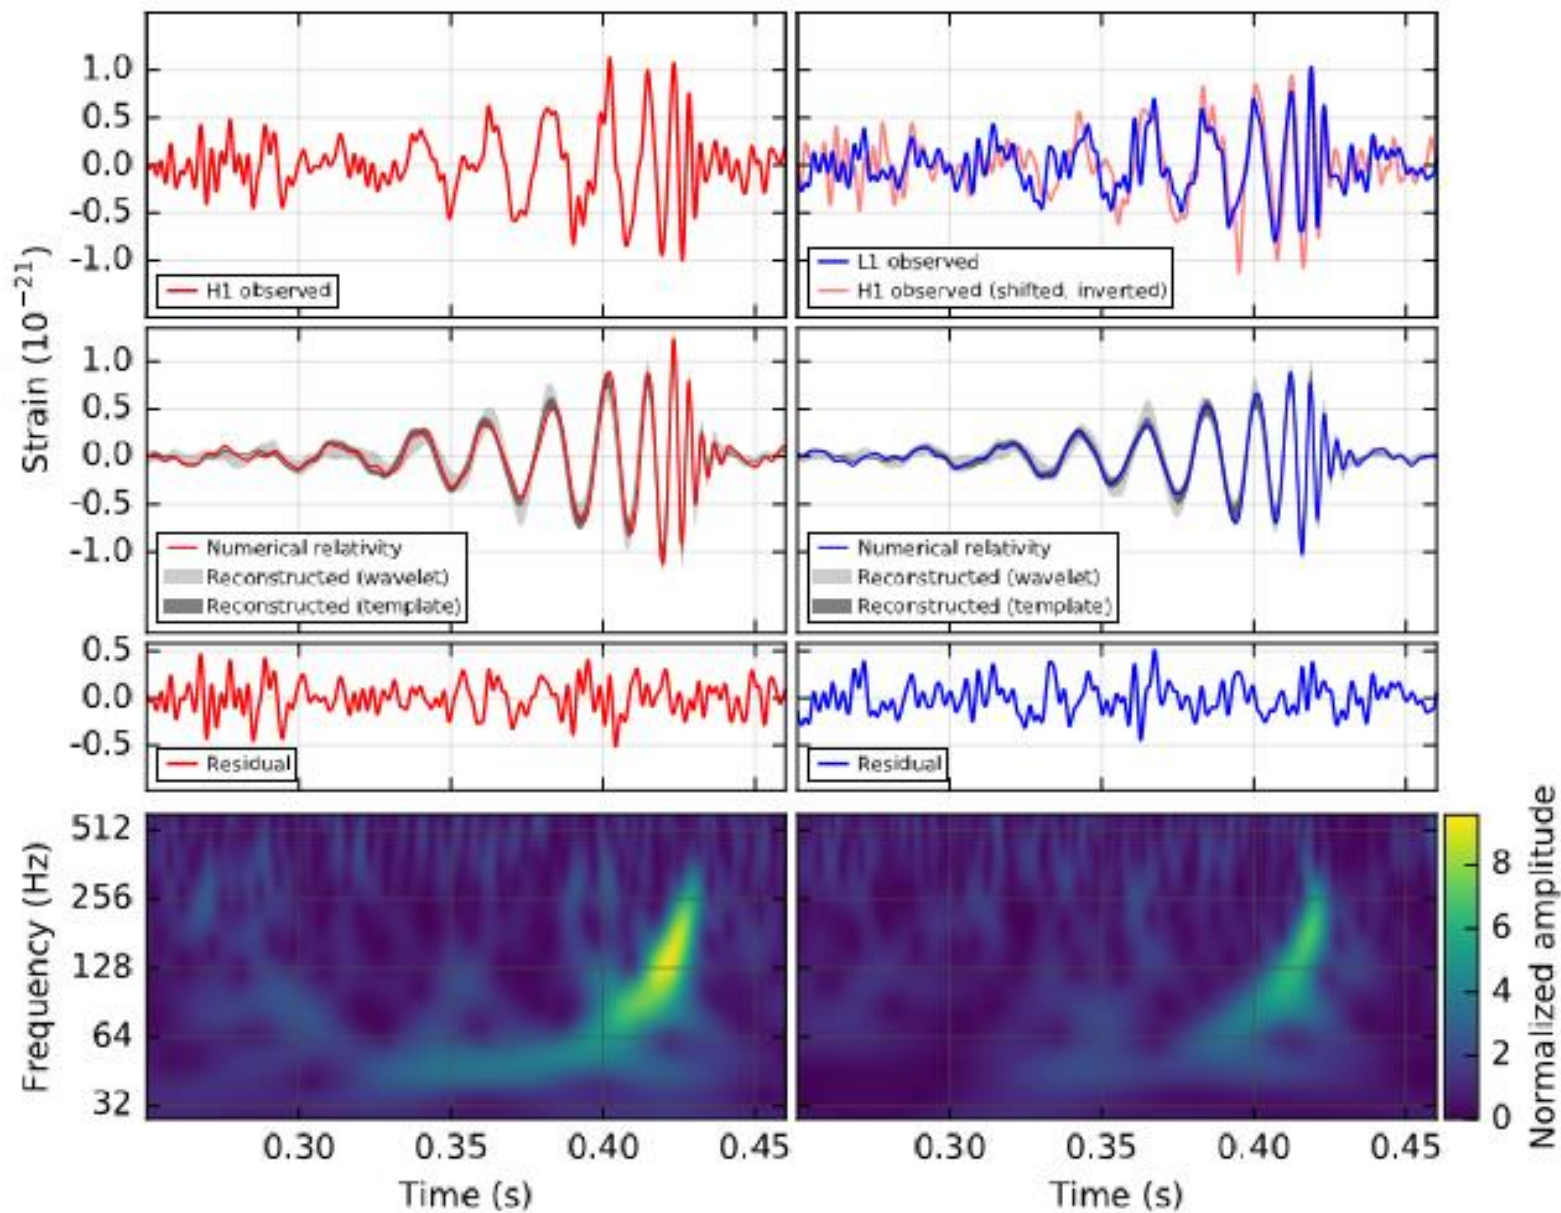 Strain (10⁻²¹)
1.0
0.5
0.0
-0.5
-1.0
H1 observed
L1 observed
H1 observed (shifted, inverted)
1.0
0.5
0.0
-0.5
-1.0
Numerical relativity
Reconstructed (wavelet)
Reconstructed (template)
Numerical relativity
Reconstructed (wavelet)
Reconstructed (template)
0.5
0.0
-0.5
Residual
Residual
Frequency (Hz)
512
256
128
64
32
0.30 0.35 0.40 0.45
Time (s)
0.30 0.35 0.40 0.45
Time (s)
8
6
4
2
0
Normalized amplitude